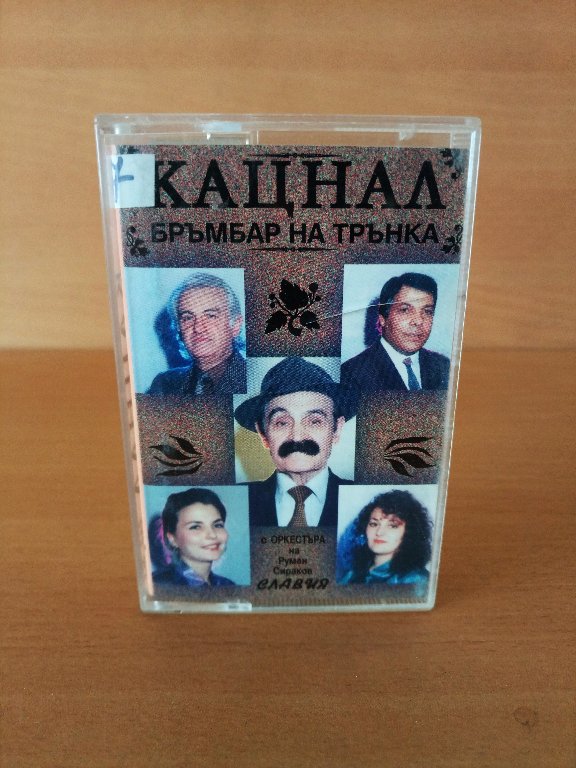 КАЦНАЛ
БРЪМБАР НА ТРЪНКА
с ОРКЕСТЪРА
на
Румен
Сираков
СЛАВИЯ